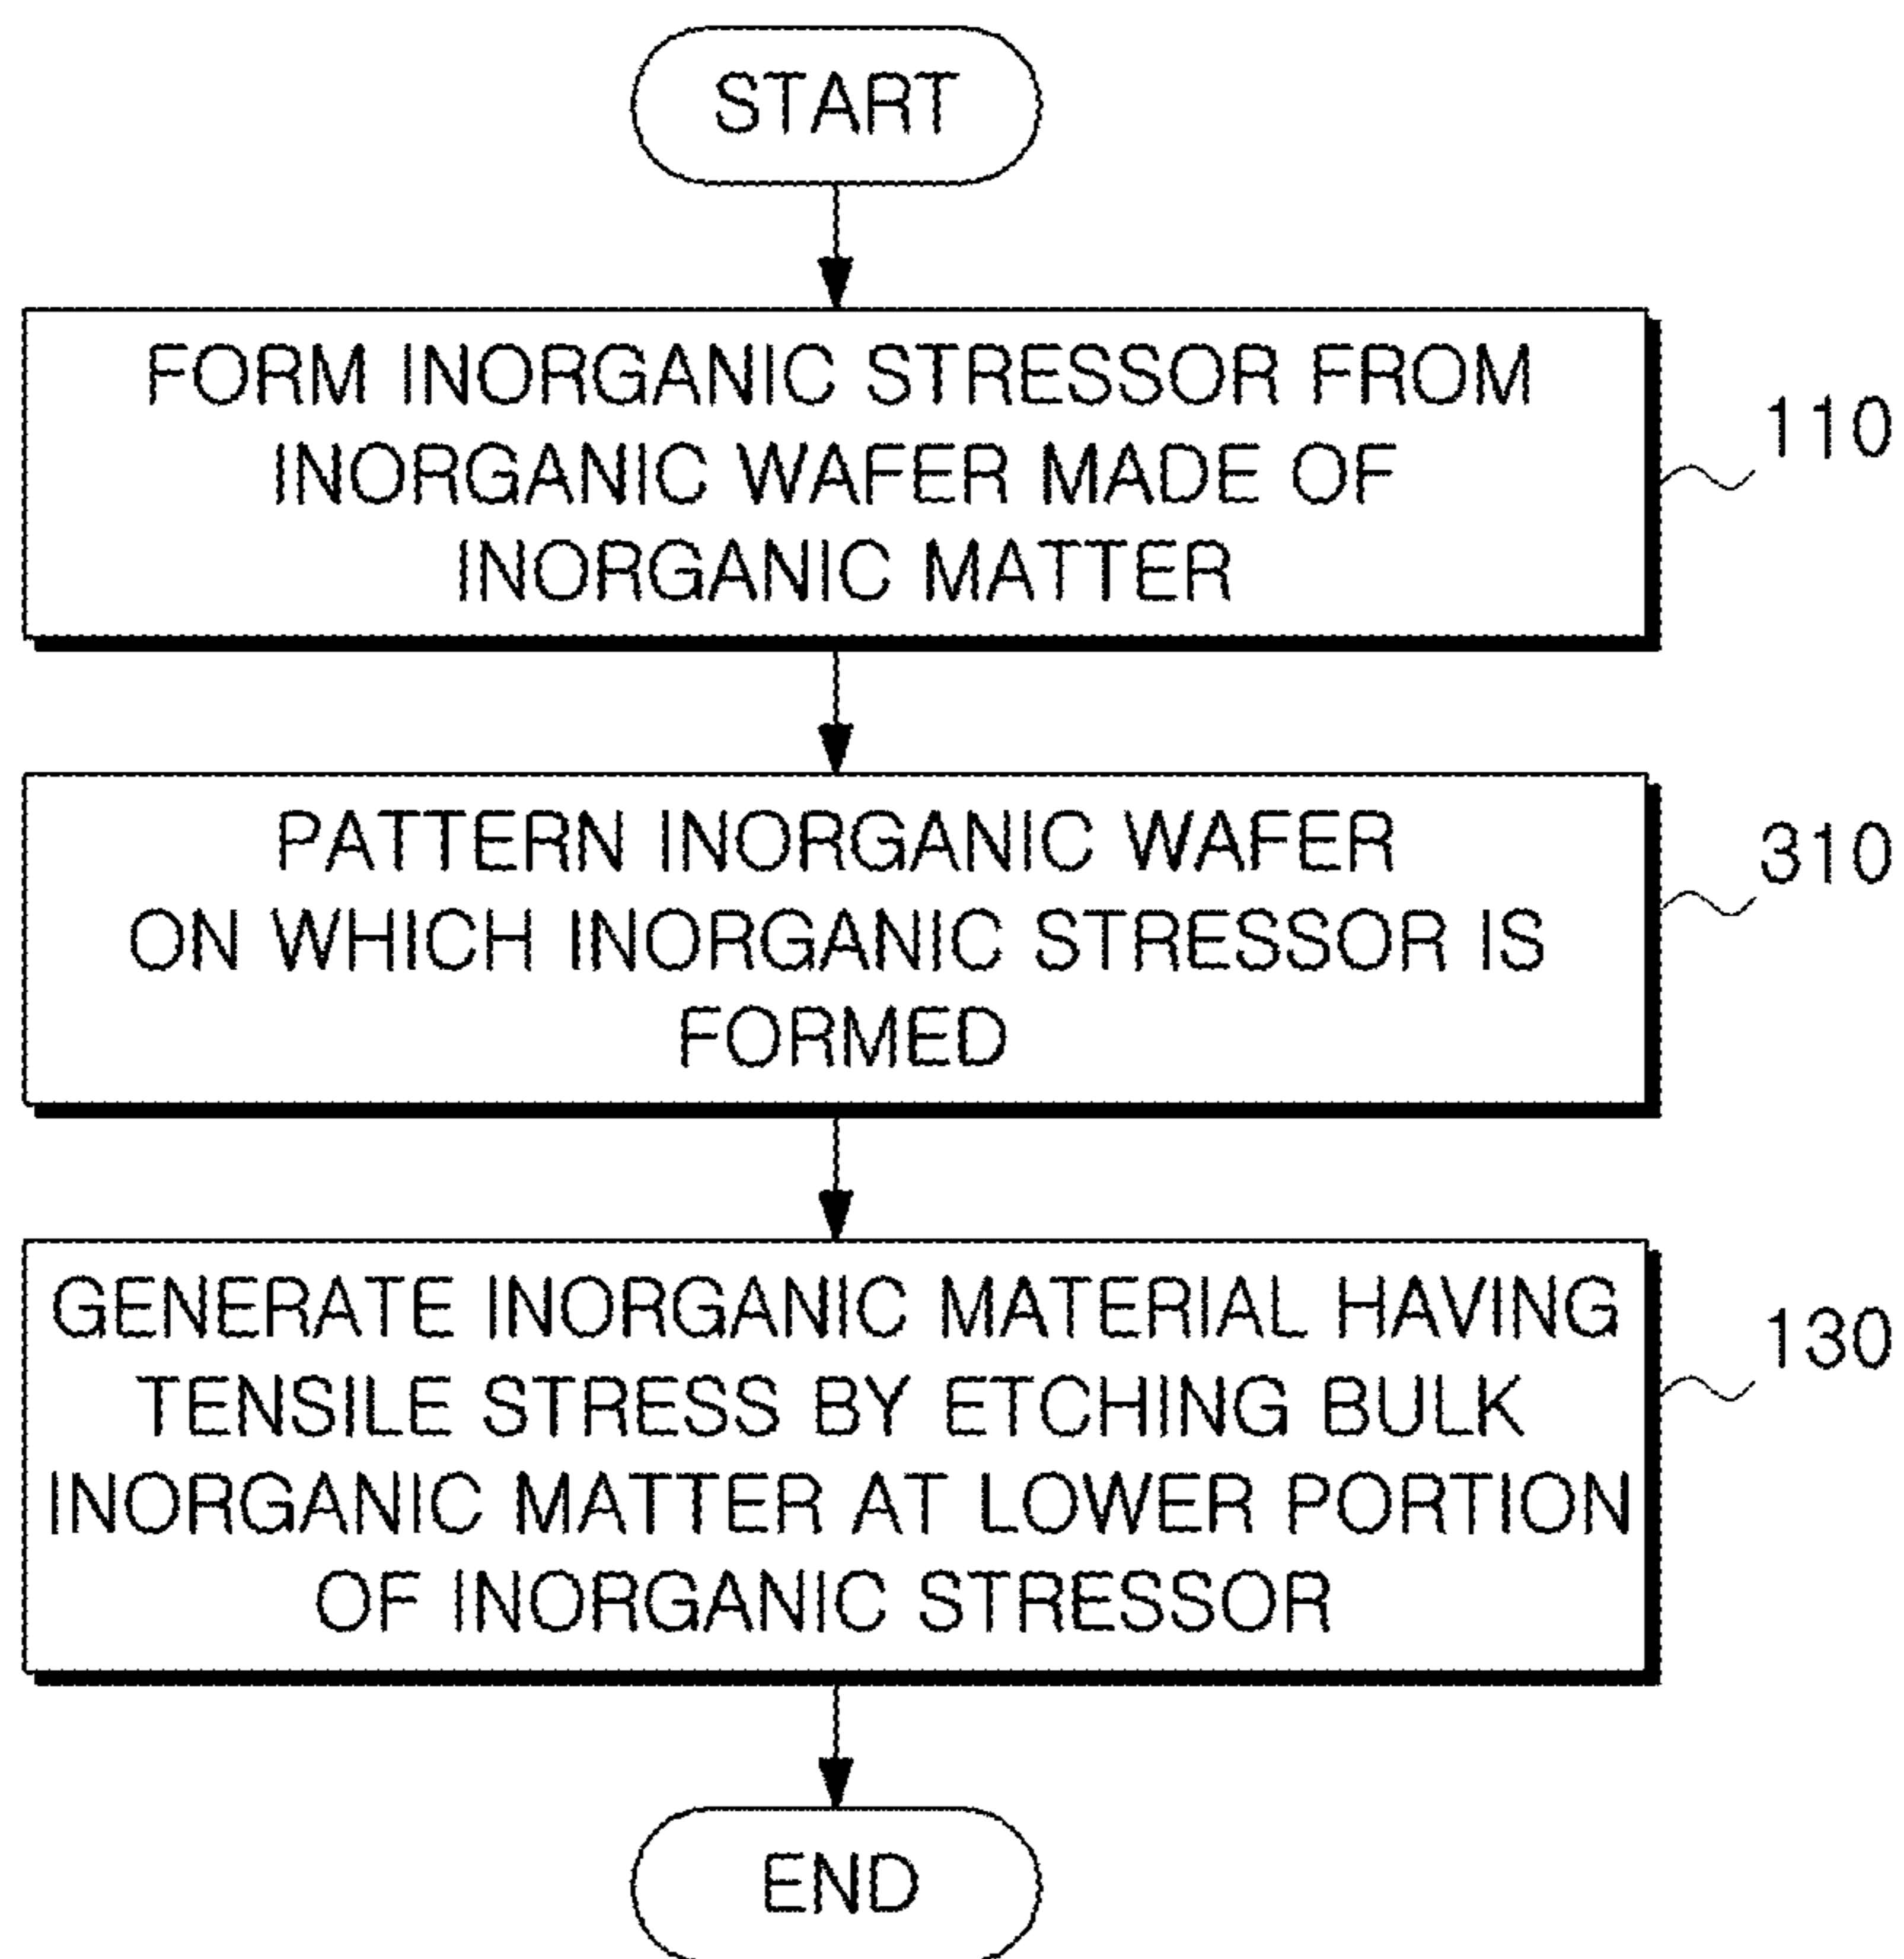 START
FORM INORGANIC STRESSOR FROM
INORGANIC WAFER MADE OF
INORGANIC MATTER
110
PATTERN INORGANIC WAFER
ON WHICH INORGANIC STRESSOR IS
FORMED
310
GENERATE INORGANIC MATERIAL HAVING
TENSILE STRESS BY ETCHING BULK
INORGANIC MATTER AT LOWER PORTION
OF INORGANIC STRESSOR
130
END